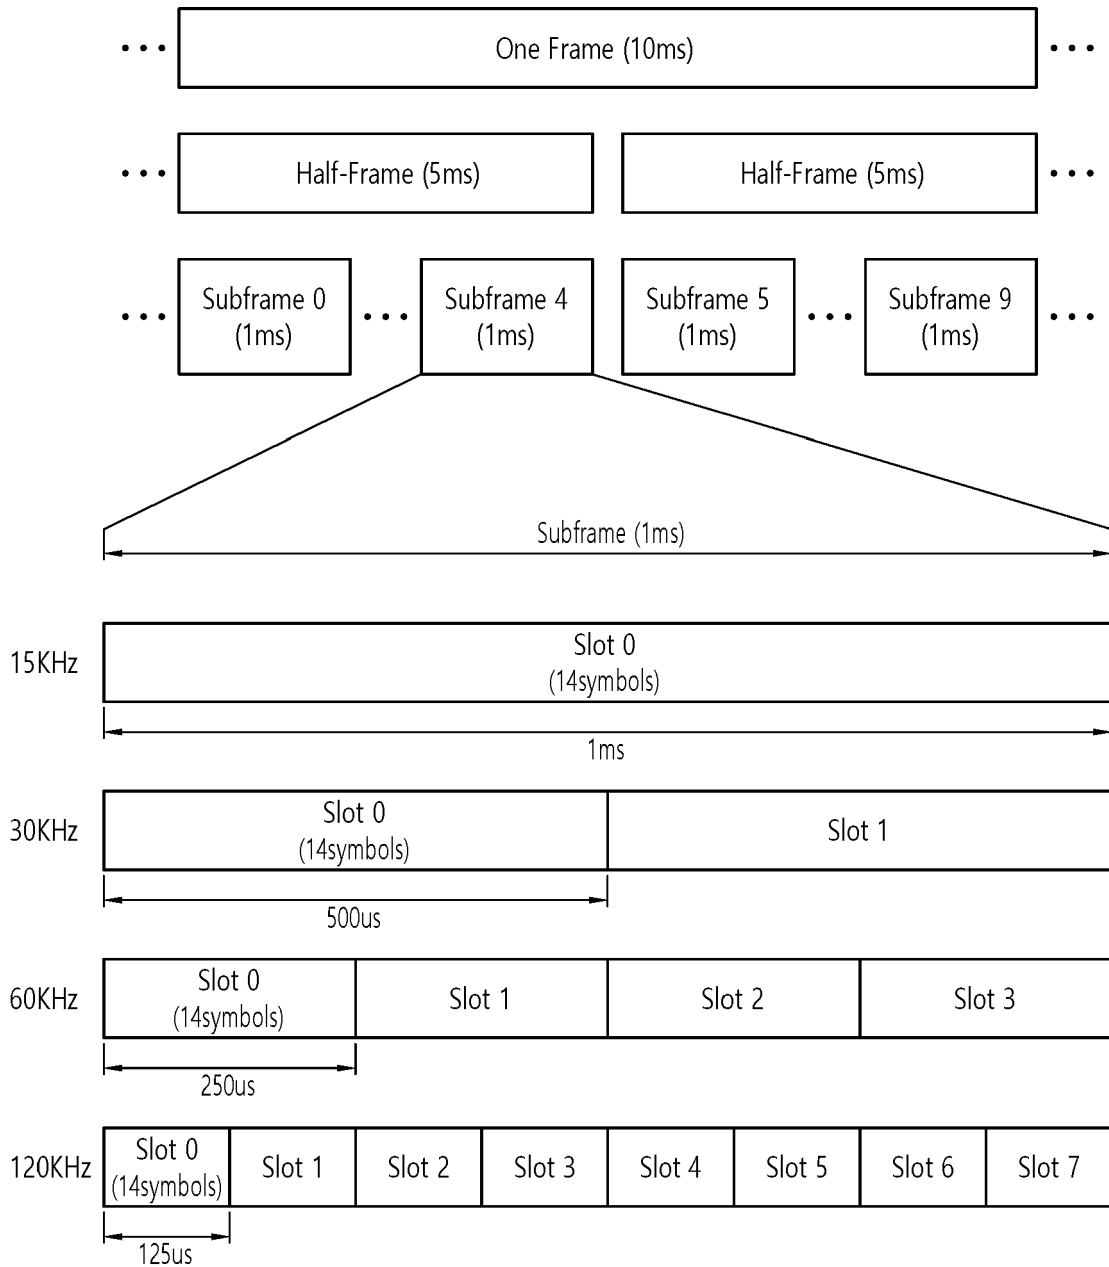 One Frame (10ms)
Half-Frame (5ms)
Half-Frame (5ms)
Subframe 0
(1ms)
Subframe 4
(1ms)
Subframe 5
(1ms)
Subframe 9
(1ms)
Subframe (1ms)
15KHz
Slot 0
(14symbols)
1ms
30KHz
Slot 0
(14symbols)
Slot 1
500us
60KHz
Slot 0
(14symbols)
Slot 1
Slot 2
Slot 3
250us
120KHz
Slot 0
(14symbols)
Slot 1
Slot 2
Slot 3
Slot 4
Slot 5
Slot 6
Slot 7
125us